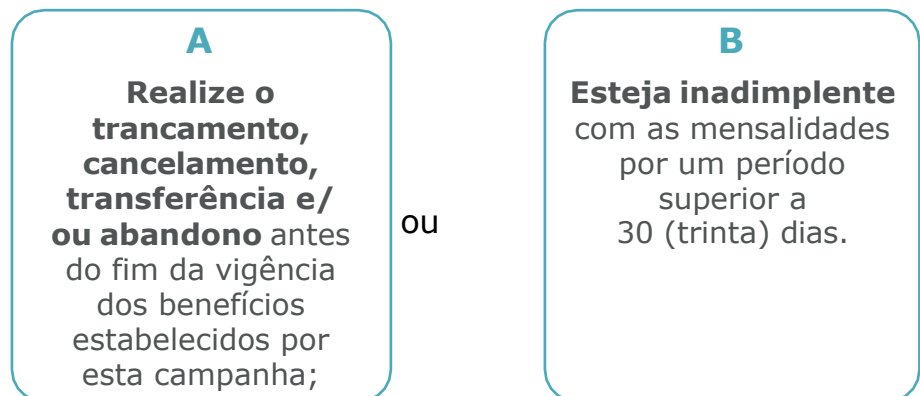 A
Realize o
trancamento,
cancelamento,
transferência e/
ou abandono antes
do fim da vigência
dos benefícios
estabelecidos por
esta campanha;
ou
B
Esteja inadimplente
com as mensalidades
por um período
superior a
30 (trinta) dias.